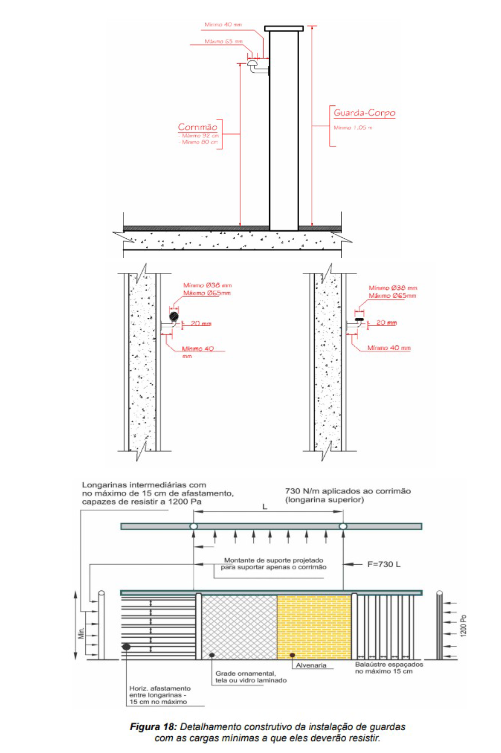 Mínimo 40 mm
Máximo 63 mm
Guarda-Corpo
Mínimo 1,05 m
Corrimão
- Máximo 92 cm
- Mínimo 80 cm
Mínimo Ø38 mm
Máximo Ø65mm
20 mm
Mínimo 40
mm
Mínimo Ø38 mm
Máximo Ø65mm
20 mm
Mínimo 40 mm
Longarinas intermediárias com
no máximo de 15 cm de afastamento,
capazes de resistir a 1200 Pa
730 N/m aplicados ao corrimão
(longarina superior)
L
Montante de suporte projetado
para suportar apenas o corrimão
F=730 L
Min.
1200 Pa
Grade ornamental,
tela ou vidro laminado
Alvenaria
Balaústre espaçados
no máximo 15 cm
Horiz. afastamento
entre longarinas -
15 cm no máximo
Figura 18: Detalhamento construtivo da instalação de guardas
com as cargas mínimas a que eles deverão resistir.